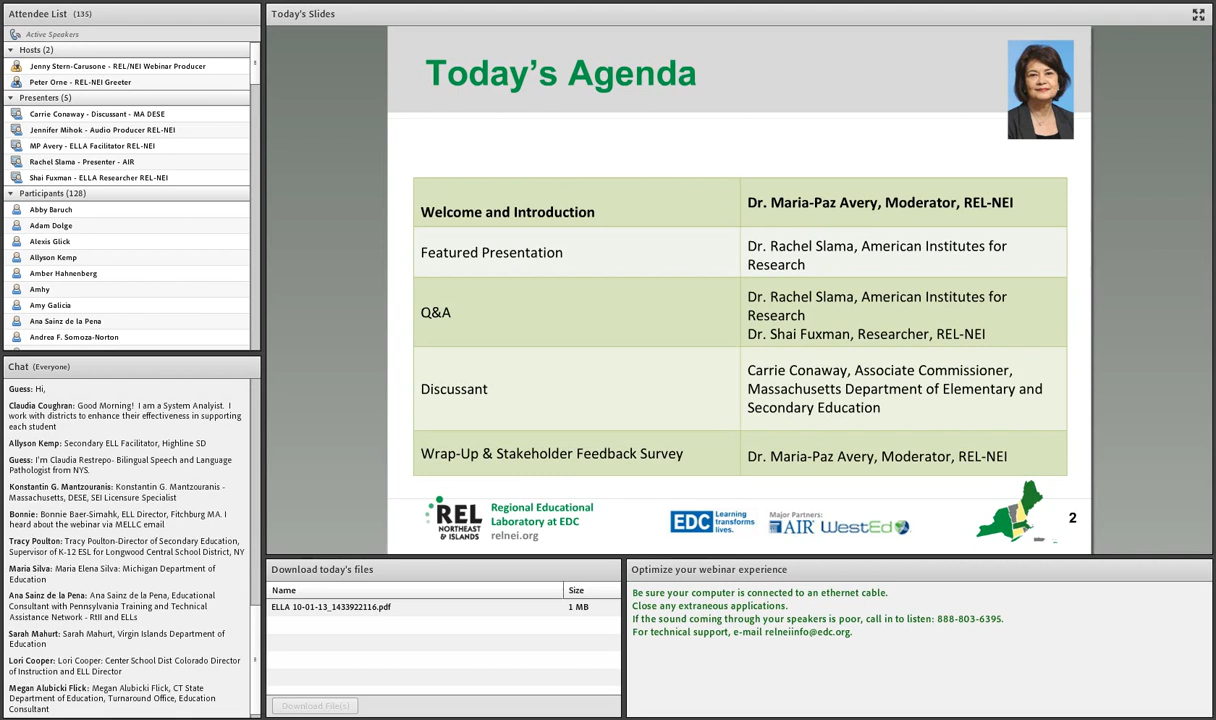 Attendee List (135)
Active Speakers
Hosts (2)
Jenny Stern-Carusone - REL/NEI Webinar Producer
Peter Orne - REL-NEI Greeter
Presenters (5)
Carrie Conaway - Discussant - MA DESE
Jennifer Mihok - Audio Producer REL-NEI
MP Avery - ELLA Facilitator REL-NEI
Rachel Slama - Presenter - AIR
Shai Fuxman - ELLA Researcher REL-NEI
Participants (128)
Abby Baruch
Adam Dolge
Alexis Glick
Allyson Kemp
Amber Hahnenberg
Amhy
Amy Galicia
Ana Sainz de la Pena
Andrea F. Somoza-Norton
Chat (Everyone)
Guess: Hi,
Claudia Coughran: Good Morning! I am a System Analyist. I
work with districts to enhance their effectiveness in supporting
each student
Allyson Kemp: Secondary ELL Facilitator, Highline SD
Guess: I'm Claudia Restrepo- Bilingual Speech and Language
Pathologist from NYS.
Konstantin G. Mantzouranis: Konstantin G. Mantzouranis -
Massachusetts, DESE, SEI Licensure Specialist
Bonnie: Bonnie Baer-Simahk, ELL Director, Fitchburg MA. I
heard about the webinar via MELLC email
Tracy Poulton: Tracy Poulton-Director of Secondary Education,
Supervisor of K-12 ESL for Longwood Central School District, NY
Maria Silva: Maria Elena Silva: Michigan Department of
Education
Ana Sainz de la Pena: Ana Sainz de la Pena, Educational
Consultant with Pennsylvania Training and Technical
Assistance Network - RtII and ELLs
Sarah Mahurt: Sarah Mahurt, Virgin Islands Department of
Education
Lori Cooper: Lori Cooper: Center School Dist Colorado Director
of Instruction and ELL Director
Megan Alubicki Flick: Megan Alubicki Flick, CT State
Department of Education, Turnaround Office, Education
Consultant
Today's Slides
Today's Agenda
Welcome and Introduction
Dr. Maria-Paz Avery, Moderator, REL-NEI
Featured Presentation
Dr. Rachel Slama, American Institutes for
Research
Q&A
Dr. Rachel Slama, American Institutes for
Research
Dr. Shai Fuxman, Researcher, REL-NEI
Discussant
Carrie Conaway, Associate Commissioner,
Massachusetts Department of Elementary and
Secondary Education
Wrap-Up & Stakeholder Feedback Survey
Dr. Maria-Paz Avery, Moderator, REL-NEI
REL
NORTHEAST
& ISLANDS
Regional Educational
Laboratory at EDC
relnei.org
EDC
Learning
transforms
lives.
Major Partners:
AIR
WestEd
2
Download today's files
Name
Size
ELLA 10-01-13_1433922116.pdf
1 MB
Download File(s)
Optimize your webinar experience
Be sure your computer is connected to an ethernet cable.
Close any extraneous applications.
If the sound coming through your speakers is poor, call in to listen: 888-803-6395.
For technical support, e-mail relneiinfo@edc.org.